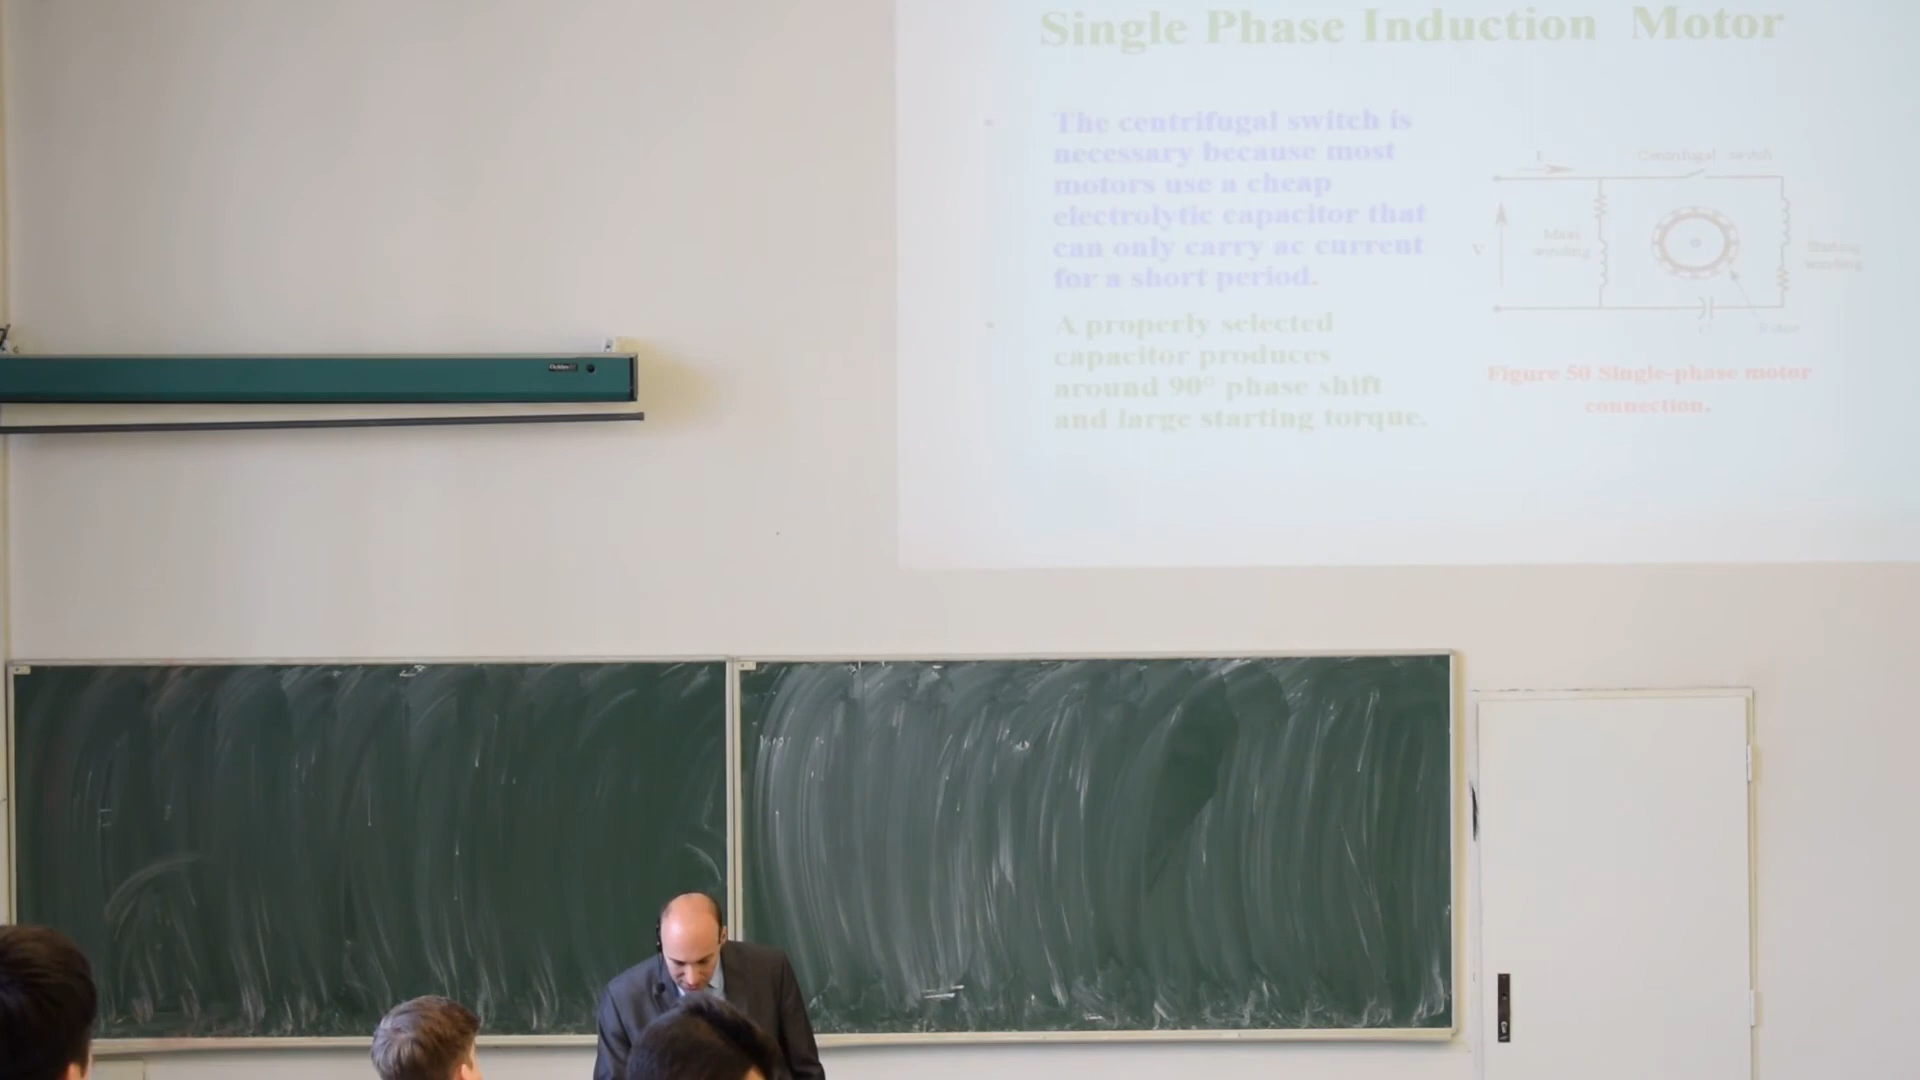 Single Phase Induction Motor
• The centrifugal switch is
necessary because most
motors use a cheap
electrolytic capacitor that
can only carry ac current
for a short period.
• A properly selected
capacitor produces
around 90° phase shift
and large starting torque.
I
Centrifugal switch
V
Main
winding
Starting
winding
C
Rotor
Figure 50 Single-phase motor
connection.